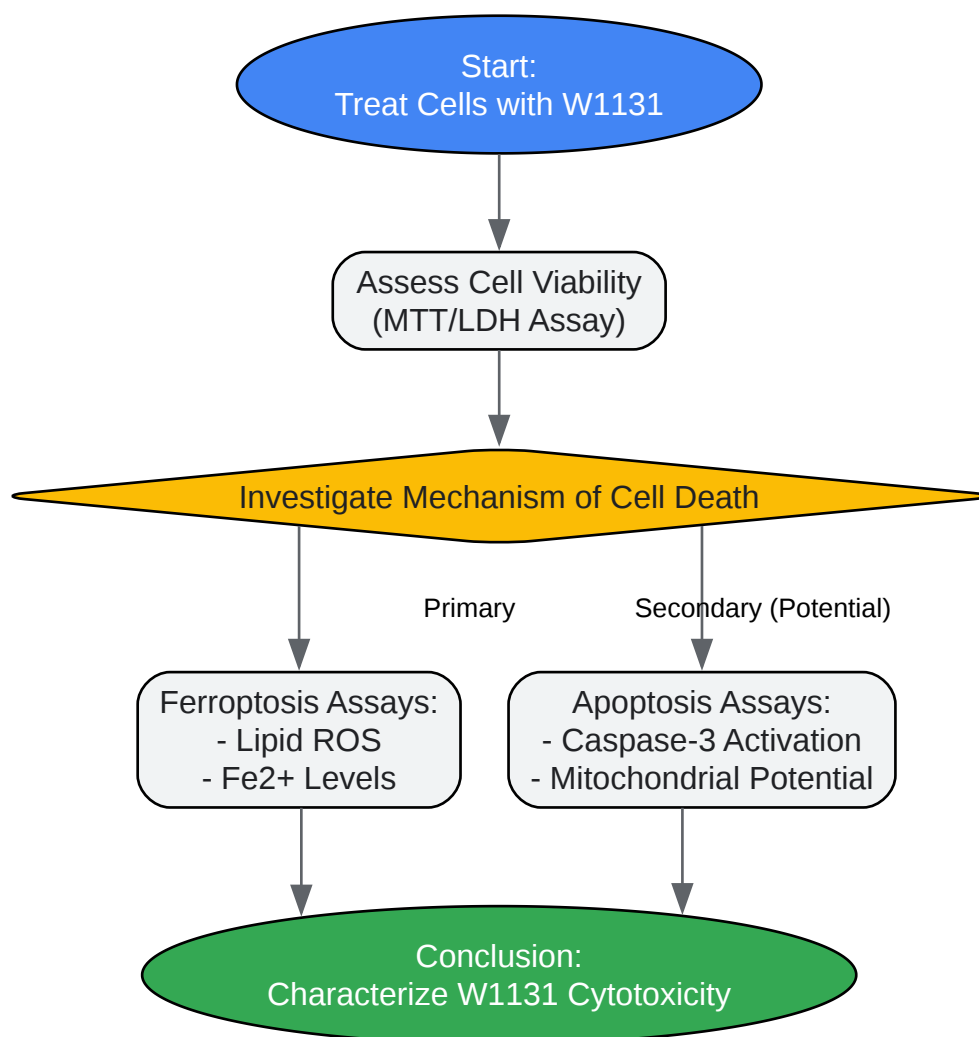 Start:
Treat Cells with W1131
Assess Cell Viability
(MTT/LDH Assay)
Investigate Mechanism of Cell Death
Primary
Secondary (Potential)
Ferroptosis Assays:
- Lipid ROS
- Fe2+ Levels
Apoptosis Assays:
- Caspase-3 Activation
- Mitochondrial Potential
Conclusion:
Characterize W1131 Cytotoxicity